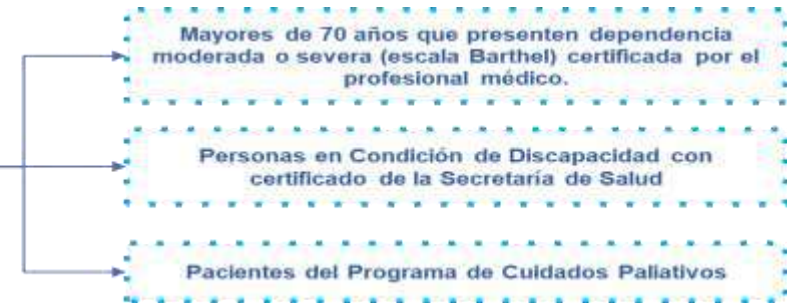 Mayores de 70 años que presenten dependencia
moderada o severa (escala Barthel) certificada por el
profesional médico.
Personas en Condición de Discapacidad con
certificado de la Secretaría de Salud
Pacientes del Programa de Cuidados Paliativos